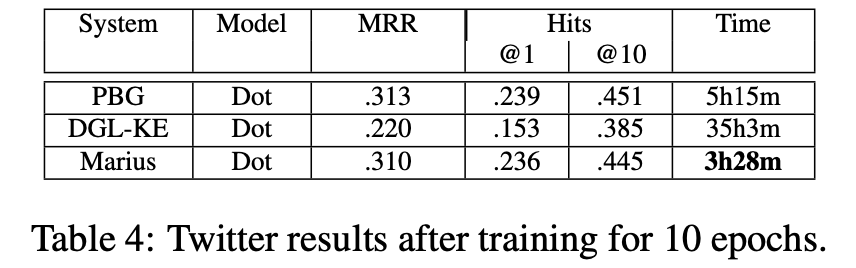 System Model MRR Hits Time
@1 @10
PBG Dot .313 .239 .451 5h15m
DGL-KE Dot .220 .153 .385 35h3m
Marius Dot .310 .236 .445 3h28m
Table 4: Twitter results after training for 10 epochs.